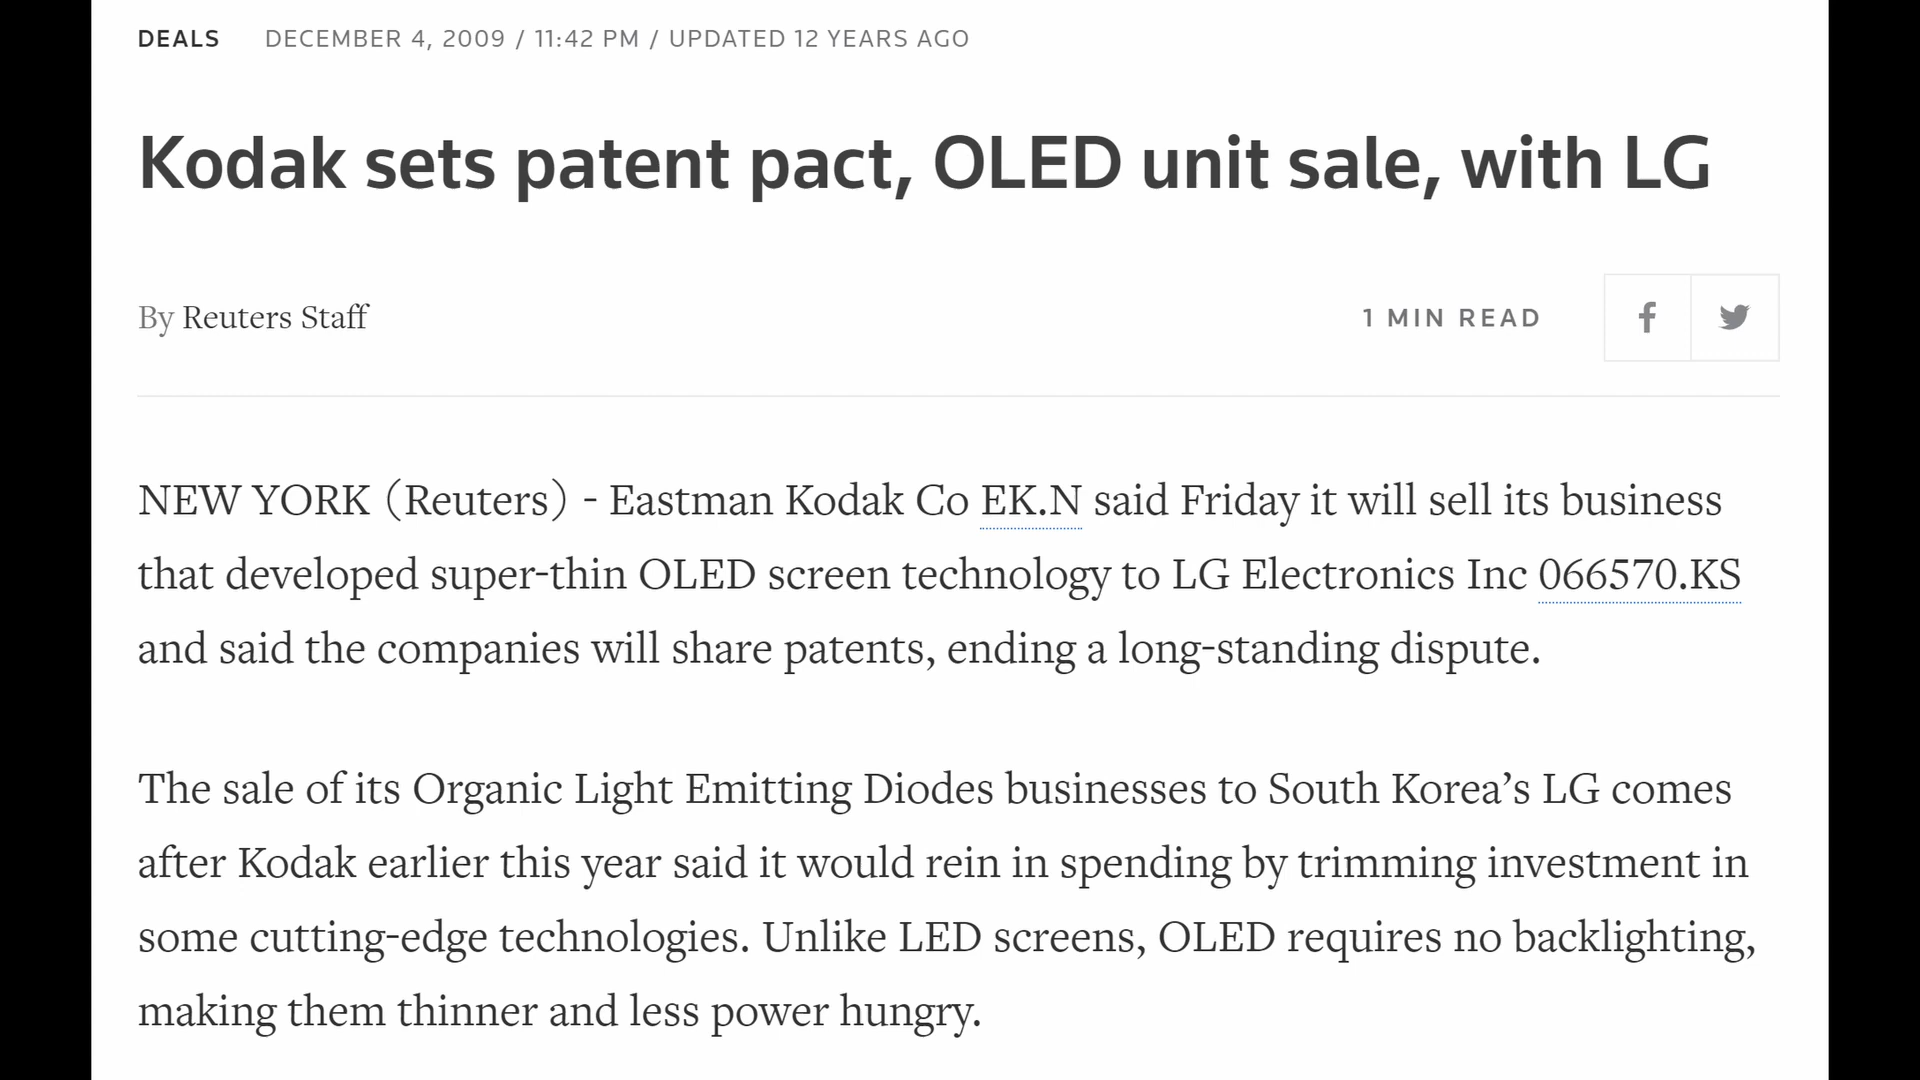 DEALS DECEMBER 4, 2009 / 11:42 PM / UPDATED 12 YEARS AGO
Kodak sets patent pact, OLED unit sale, with LG
By Reuters Staff 1 MIN READ
NEW YORK (Reuters) - Eastman Kodak Co EK.N said Friday it will sell its business
that developed super-thin OLED screen technology to LG Electronics Inc 066570.KS
and said the companies will share patents, ending a long-standing dispute.
The sale of its Organic Light Emitting Diodes businesses to South Korea’s LG comes
after Kodak earlier this year said it would rein in spending by trimming investment in
some cutting-edge technologies. Unlike LED screens, OLED requires no backlighting,
making them thinner and less power hungry.